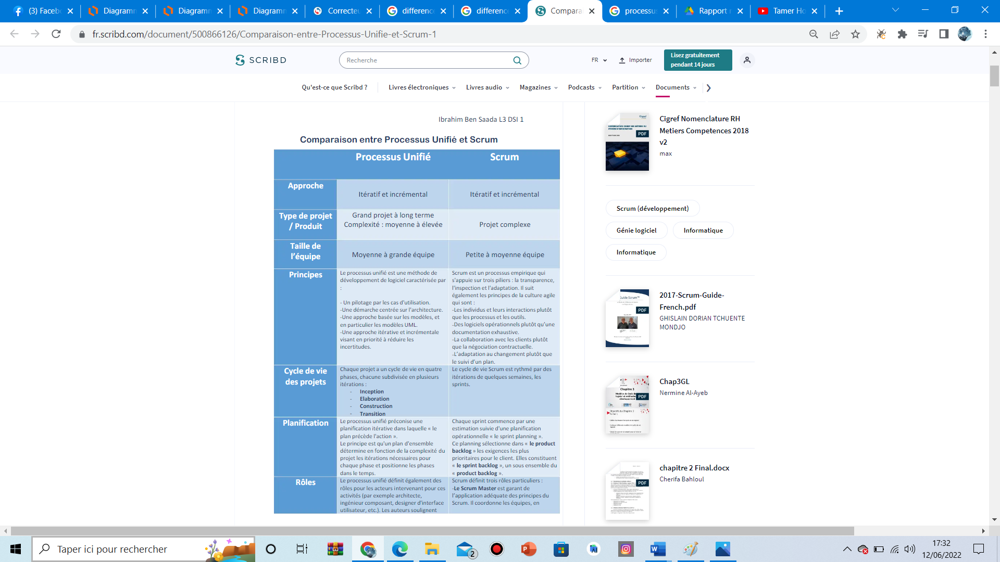 (3) Faceb
Diagramm
Diagramm
Diagramm
Correcteu
difference
difference
Compara
processus
Rapport
Tamer Ho
fr.scribd.com/document/500866126/Comparaison-entre-Processus-Unifie-et-Scrum-1
SCRIBD
Recherche
FR
Importer
Lisez gratuitement
pendant 14 jours
Qu'est-ce que Scribd ?
Livres électroniques
Livres audio
Magazines
Podcasts
Partition
Documents
Ibrahim Ben Saada L3 DSI 1
Comparaison entre Processus Unifié et Scrum
Processus Unifié
Scrum
Approche
Itératif et incrémental
Itératif et incrémental
Type de projet
/ Produit
Grand projet à long terme
Complexité : moyenne à élevée
Projet complexe
Taille de
l'équipe
Moyenne à grande équipe
Petite à moyenne équipe
Principes
Le processus unifié est une méthode de
développement de logiciel caractérisée par
:
- Un pilotage par les cas d'utilisation.
-Une démarche centrée sur l'architecture.
-Une approche basée sur les modèles, et
en particulier les modèles UML.
-Une approche itérative et incrémentale
visant en priorité à réduire les
incertitudes.
Scrum est un processus empirique qui
s'appuie sur trois piliers : la transparence,
l'inspection et l'adaptation. Il suit
également les principes de la culture agile
qui sont :
-Les individus et leurs interactions plutôt
que les processus et les outils.
-Des logiciels opérationnels plutôt qu'une
documentation exhaustive.
-La collaboration avec les clients plutôt
que la négociation contractuelle.
-L'adaptation au changement plutôt que
le suivi d'un plan.
Cycle de vie
des projets
Chaque projet a un cycle de vie en quatre
phases, chacune subdivisée en plusieurs
itérations :
- Inception
- Elaboration
- Construction
- Transition
Le cycle de vie Scrum est rythmé par des
itérations de quelques semaines, les
sprints.
Planification
Le processus unifié préconise une
planification itérative dans laquelle « le
plan précède l'action ».
Le principe est qu'un plan d'ensemble
détermine en fonction de la complexité du
projet les itérations nécessaires pour
chaque phase et positionne les phases
dans le temps.
Chaque sprint commence par une
estimation suivie d'une planification
opérationnelle « le sprint planning ».
Ce planning sélectionne dans « le product
backlog » les exigences les plus
prioritaires pour le client. Elles constituent
« le sprint backlog », un sous ensemble du
« product backlog ».
Rôles
Le processus unifié définit également des
rôles pour les acteurs intervenant pour ces
activités (par exemple architecte,
ingénieur composant, designer d'interface
utilisateur, etc.). Les auteurs soulignent
Scrum définit trois rôles particuliers :
-Le Scrum Master est garant de
l'application adéquate des principes du
Scrum. Il coordonne les équipes, en
Cigref
PDF
Cigref Nomenclature RH
Metiers Competences 2018
v2
max
Scrum (développement)
Génie logiciel
Informatique
Informatique
Guide Scrum™
PDF
2017-Scrum-Guide-
French.pdf
GHISLAIN DORIAN TCHUENTE
MONDJO
Chapitre 3
PDF
Chap3GL
Nermine Al-Ayeb
PDF
chapitre 2 Final.docx
Cherifa Bahloul
Taper ici pour rechercher
2
17:32
12/06/2022